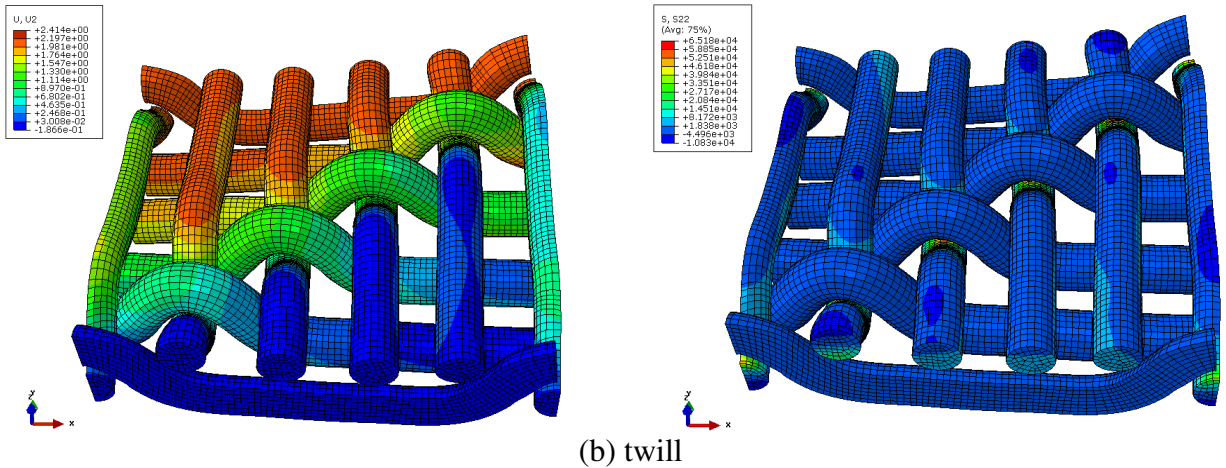 U, U2
+2.414e+00
+2.197e+00
+1.981e+00
+1.764e+00
+1.547e+00
+1.330e+00
+1.114e+00
+8.970e-01
+6.802e-01
+4.635e-01
+2.468e-01
+3.008e-02
-1.866e-01
S, S22
(Avg: 75%)
+6.518e+04
+5.885e+04
+5.251e+04
+4.618e+04
+3.984e+04
+3.351e+04
+2.717e+04
+2.084e+04
+1.451e+04
+8.172e+03
+1.838e+03
-4.496e+03
-1.083e+04
y
z
x
y
z
x
(b) twill